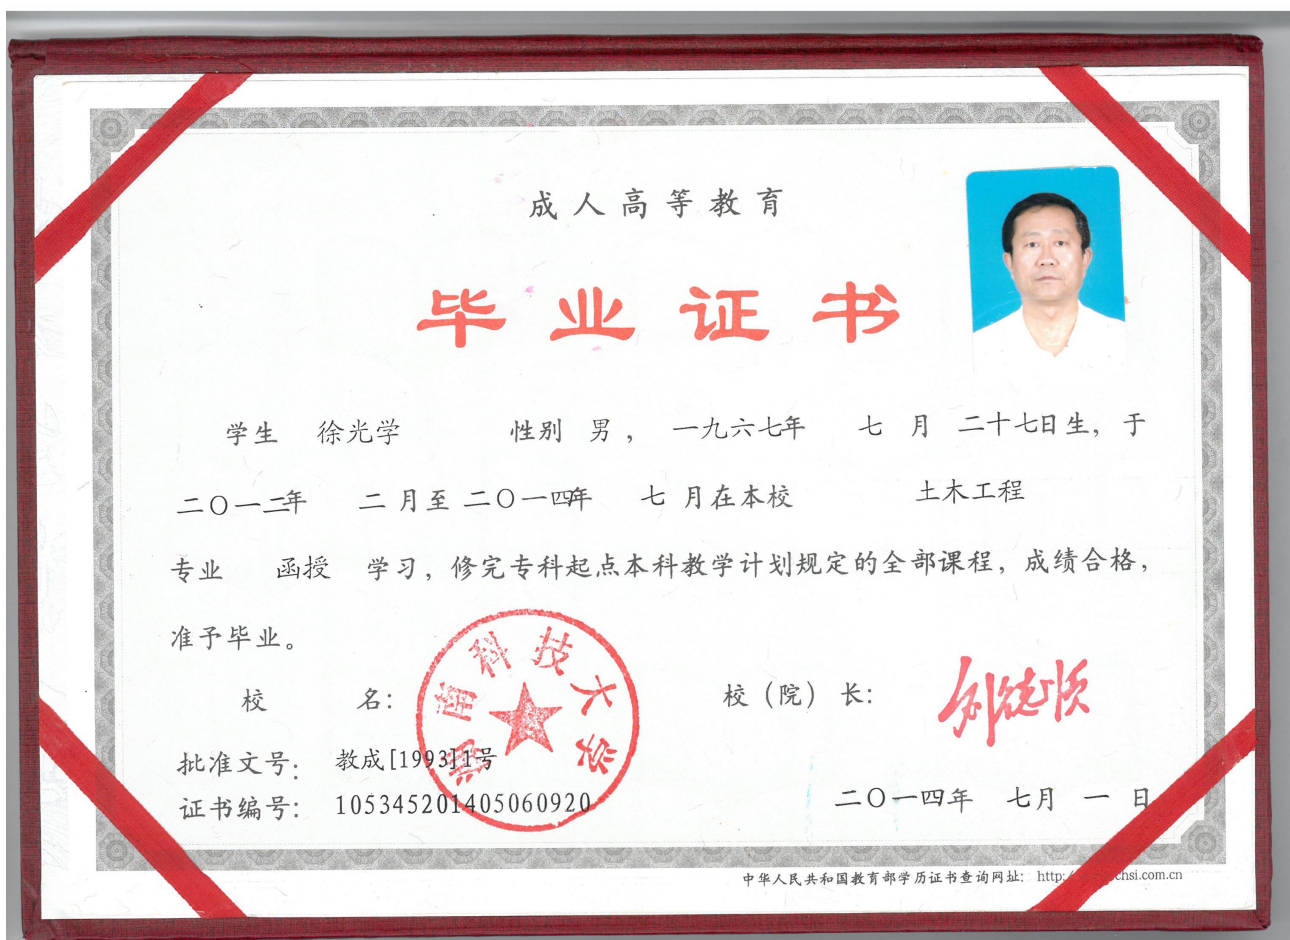 成人高等教育
毕业证书
学生 徐光学 性别 男， 一九六七年 七 月 二十七日生，于
二〇一二年 二 月至 二〇一四年 七 月在本校 土木工程
专业 函授 学习，修完专科起点本科教学计划规定的全部课程，成绩合格，
准予毕业。
校 名： 湖南科技大学
校（院） 长：
批准文号： 教成[1993]1号
证书编号： 105345201405060920
二〇一四年 七月 一 日
中华人民共和国教育部学历证书查询网址： http: chsi.com.cn